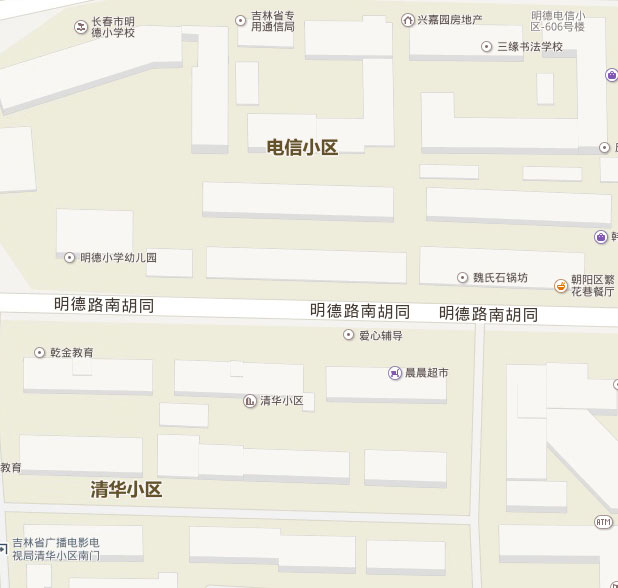 长春市明
德小学校
吉林省专
用通信局
兴嘉园房地产
明德电信小
区-606号楼
三缘书法学校
电信小区
明德小学幼儿园
魏氏石锅坊
朝阳区繁
花巷餐厅
明德路南胡同
明德路南胡同
明德路南胡同
爱心辅导
乾金教育
晨晨超市
清华小区
教育
清华小区
ATM
吉林省广播电影电
视局清华小区南门